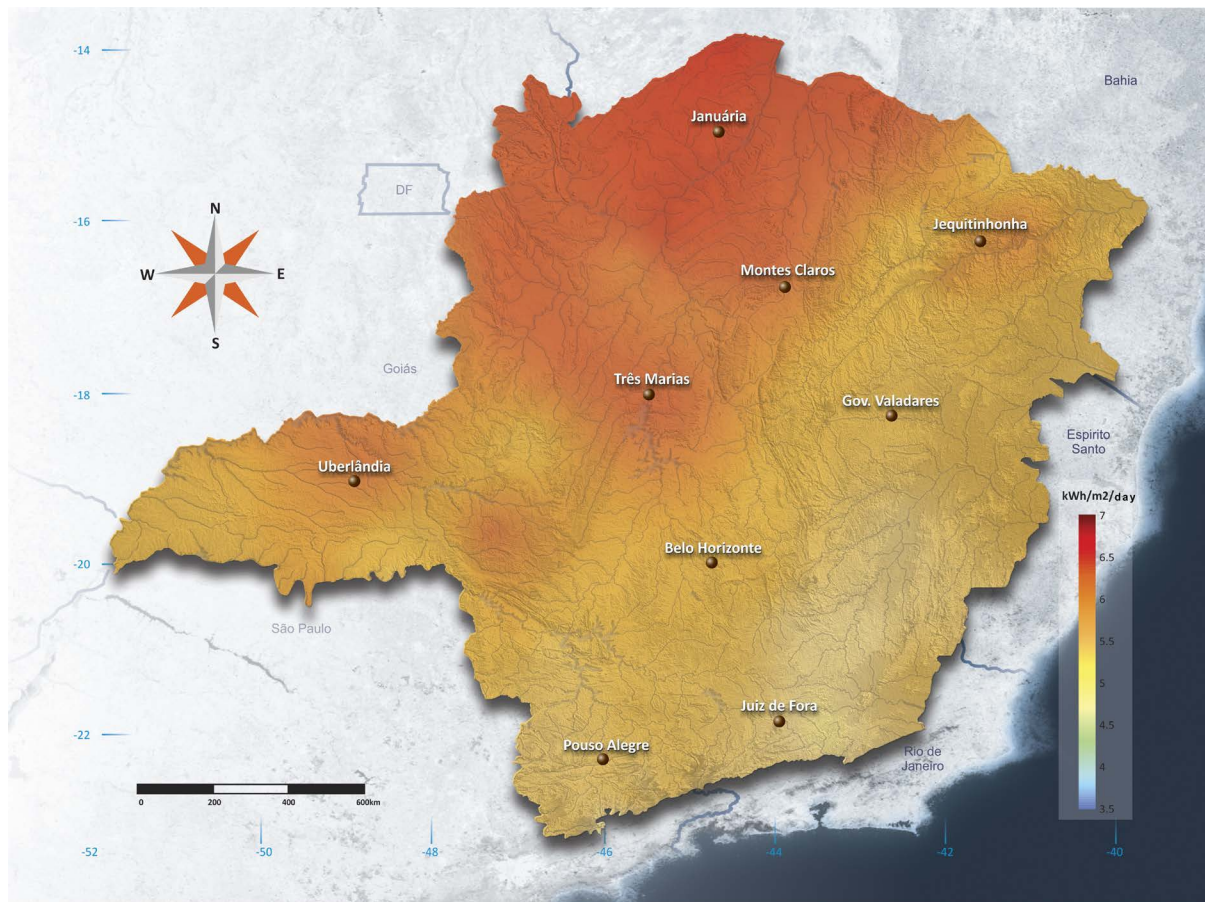 -14
Bahia
Januária
DF
-16
N
W
E
S
Jequitinhonha
Montes Claros
Goiás
Três Marias
-18
Gov. Valadares
Espirito
Santo
Uberlândia
kWh/m2/day
7
6.5
6
5.5
5
4.5
4
3.5
Belo Horizonte
-20
São Paulo
Juiz de Fora
-22
Pouso Alegre
Rio de
Janeiro
0 200 400 600km
-52 -50 -48 -46 -44 -42 -40